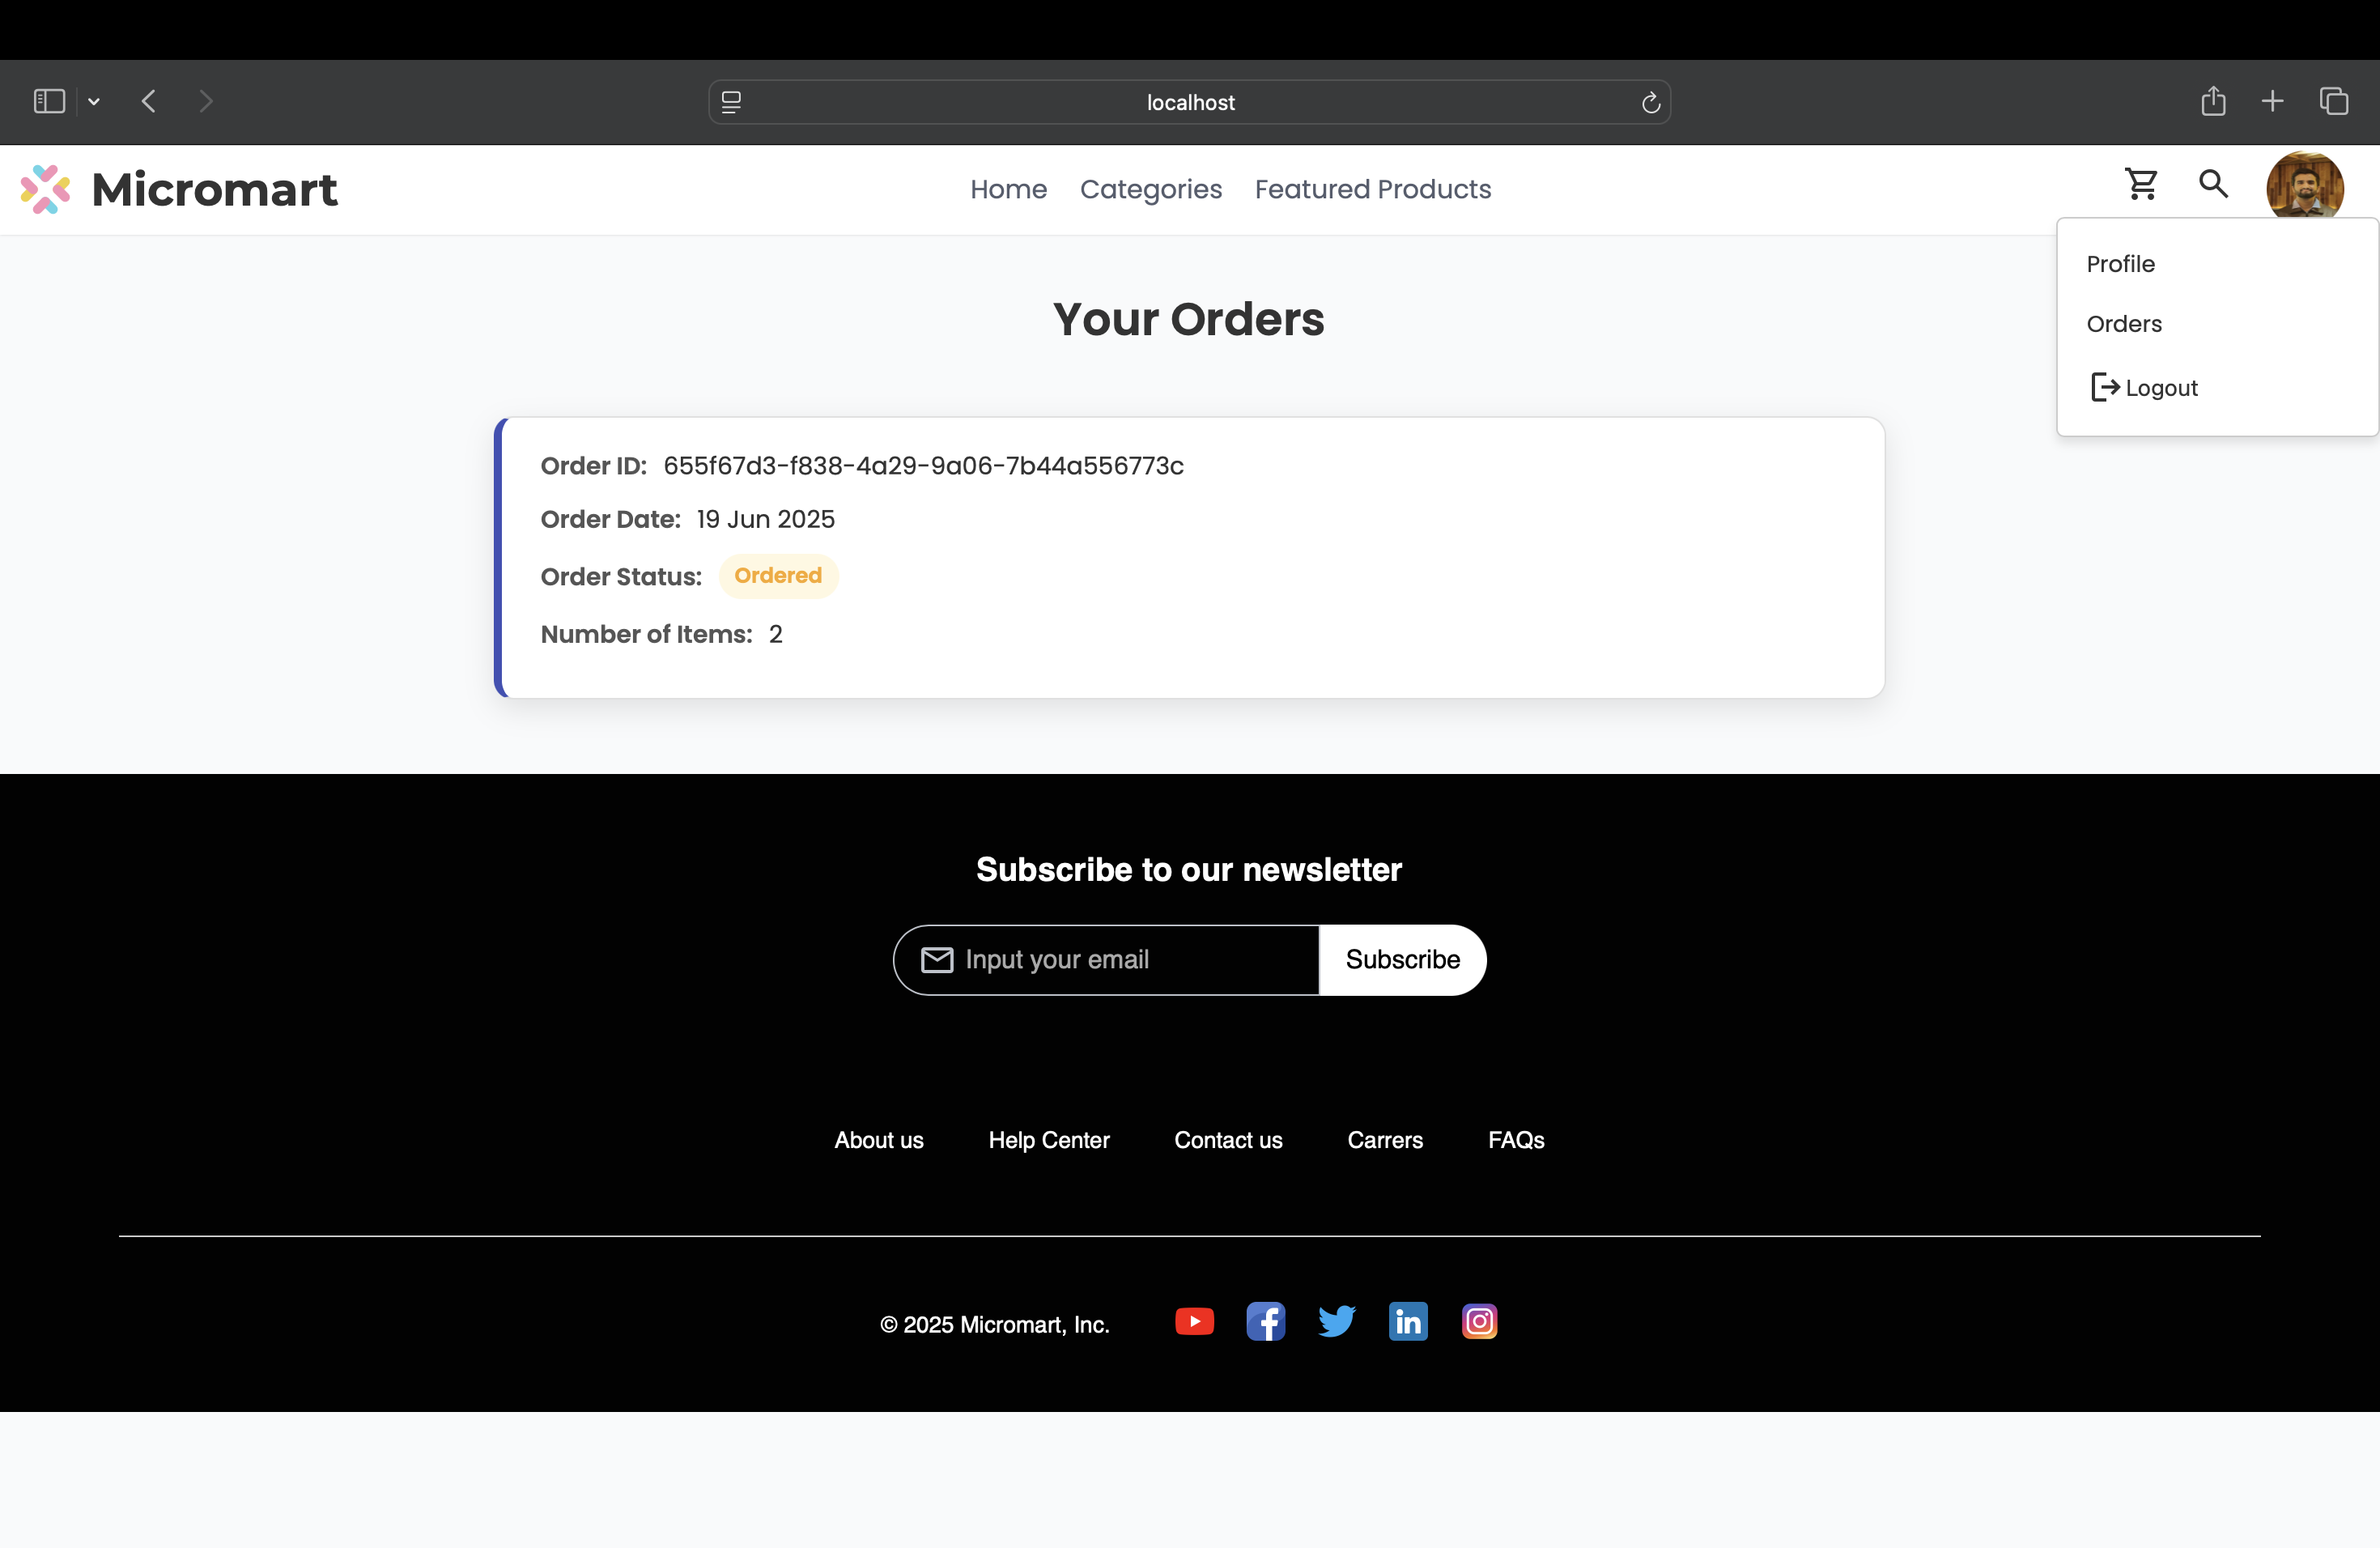 localhost
Micromart
Home Categories Featured Products
Profile
Orders
Logout
Your Orders
Order ID: 655f67d3-f838-4a29-9a06-7b44a556773c
Order Date: 19 Jun 2025
Order Status: Ordered
Number of Items: 2
Subscribe to our newsletter
Input your email Subscribe
About us Help Center Contact us Carrers FAQs
© 2025 Micromart, Inc.